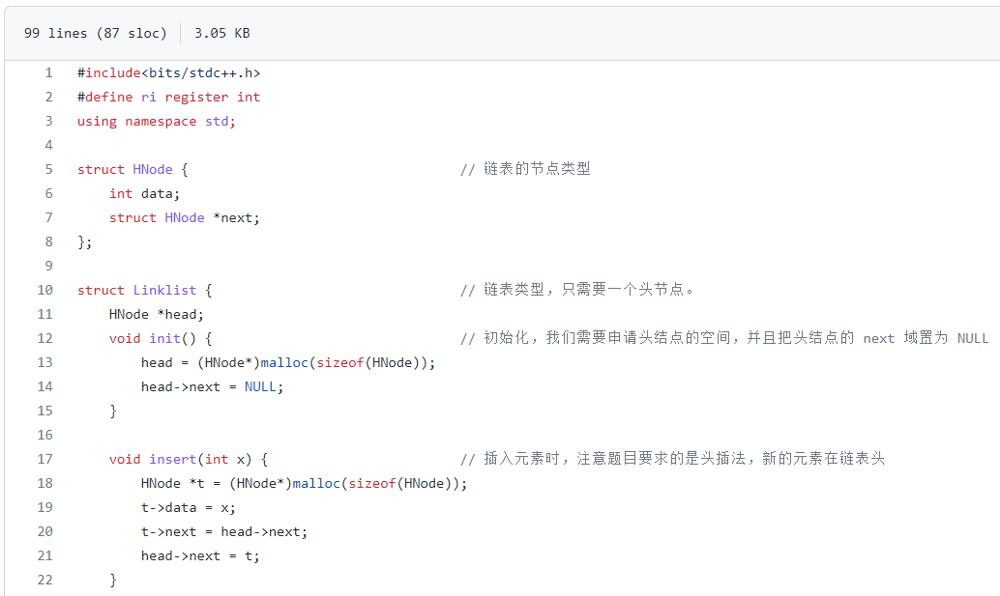 99 lines (87 sloc) 3.05 KB
1 #include<bits/stdc++.h>
2 #define ri register int
3 using namespace std;
4
5 struct HNode { // 链表的节点类型
6     int data;
7     struct HNode *next;
8 };
9
10 struct Linklist { // 链表类型，只需要一个头节点。
11     HNode *head;
12     void init() { // 初始化，我们需要申请头结点的空间，并且把头结点的 next 域置为 NULL
13         head = (HNode*)malloc(sizeof(HNode));
14         head->next = NULL;
15     }
16
17     void insert(int x) { // 插入元素时，注意题目要求的是头插法，新的元素在链表头
18         HNode *t = (HNode*)malloc(sizeof(HNode));
19         t->data = x;
20         t->next = head->next;
21         head->next = t;
22     }